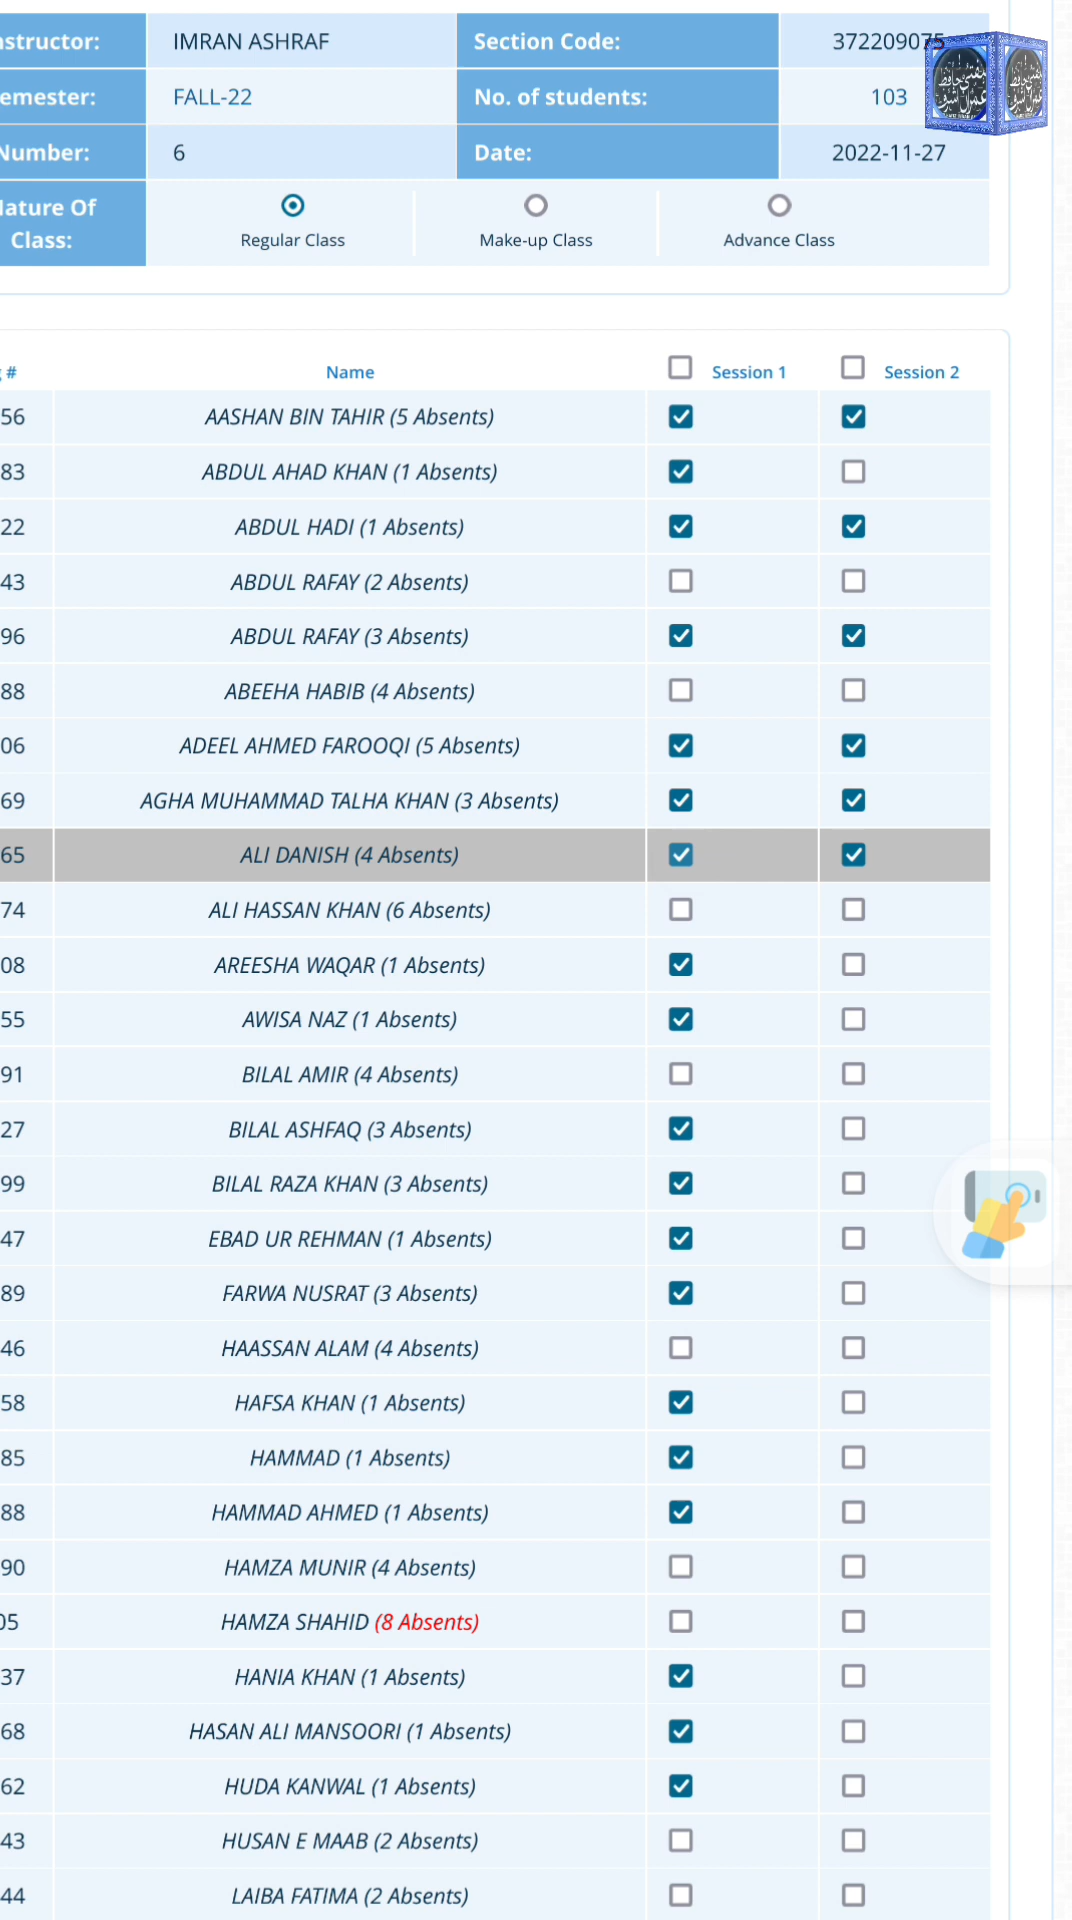 nstructor: IMRAN ASHRAF Section Code: 372209075
emester: FALL-22 No. of students: 103
Number: 6 Date: 2022-11-27
Nature Of Class: Regular Class Make-up Class Advance Class
# Name Session 1 Session 2
56 AASHAN BIN TAHIR (5 Absents)
83 ABDUL AHAD KHAN (1 Absents)
22 ABDUL HADI (1 Absents)
43 ABDUL RAFAY (2 Absents)
96 ABDUL RAFAY (3 Absents)
88 ABEEHA HABIB (4 Absents)
06 ADEEL AHMED FAROOQI (5 Absents)
69 AGHA MUHAMMAD TALHA KHAN (3 Absents)
65 ALI DANISH (4 Absents)
74 ALI HASSAN KHAN (6 Absents)
08 AREESHA WAQAR (1 Absents)
55 AWISA NAZ (1 Absents)
91 BILAL AMIR (4 Absents)
27 BILAL ASHFAQ (3 Absents)
99 BILAL RAZA KHAN (3 Absents)
47 EBAD UR REHMAN (1 Absents)
89 FARWA NUSRAT (3 Absents)
46 HAASSAN ALAM (4 Absents)
58 HAFSA KHAN (1 Absents)
85 HAMMAD (1 Absents)
88 HAMMAD AHMED (1 Absents)
90 HAMZA MUNIR (4 Absents)
05 HAMZA SHAHID (8 Absents)
37 HANIA KHAN (1 Absents)
68 HASAN ALI MANSOORI (1 Absents)
62 HUDA KANWAL (1 Absents)
43 HUSAN E MAAB (2 Absents)
44 LAIBA FATIMA (2 Absents)